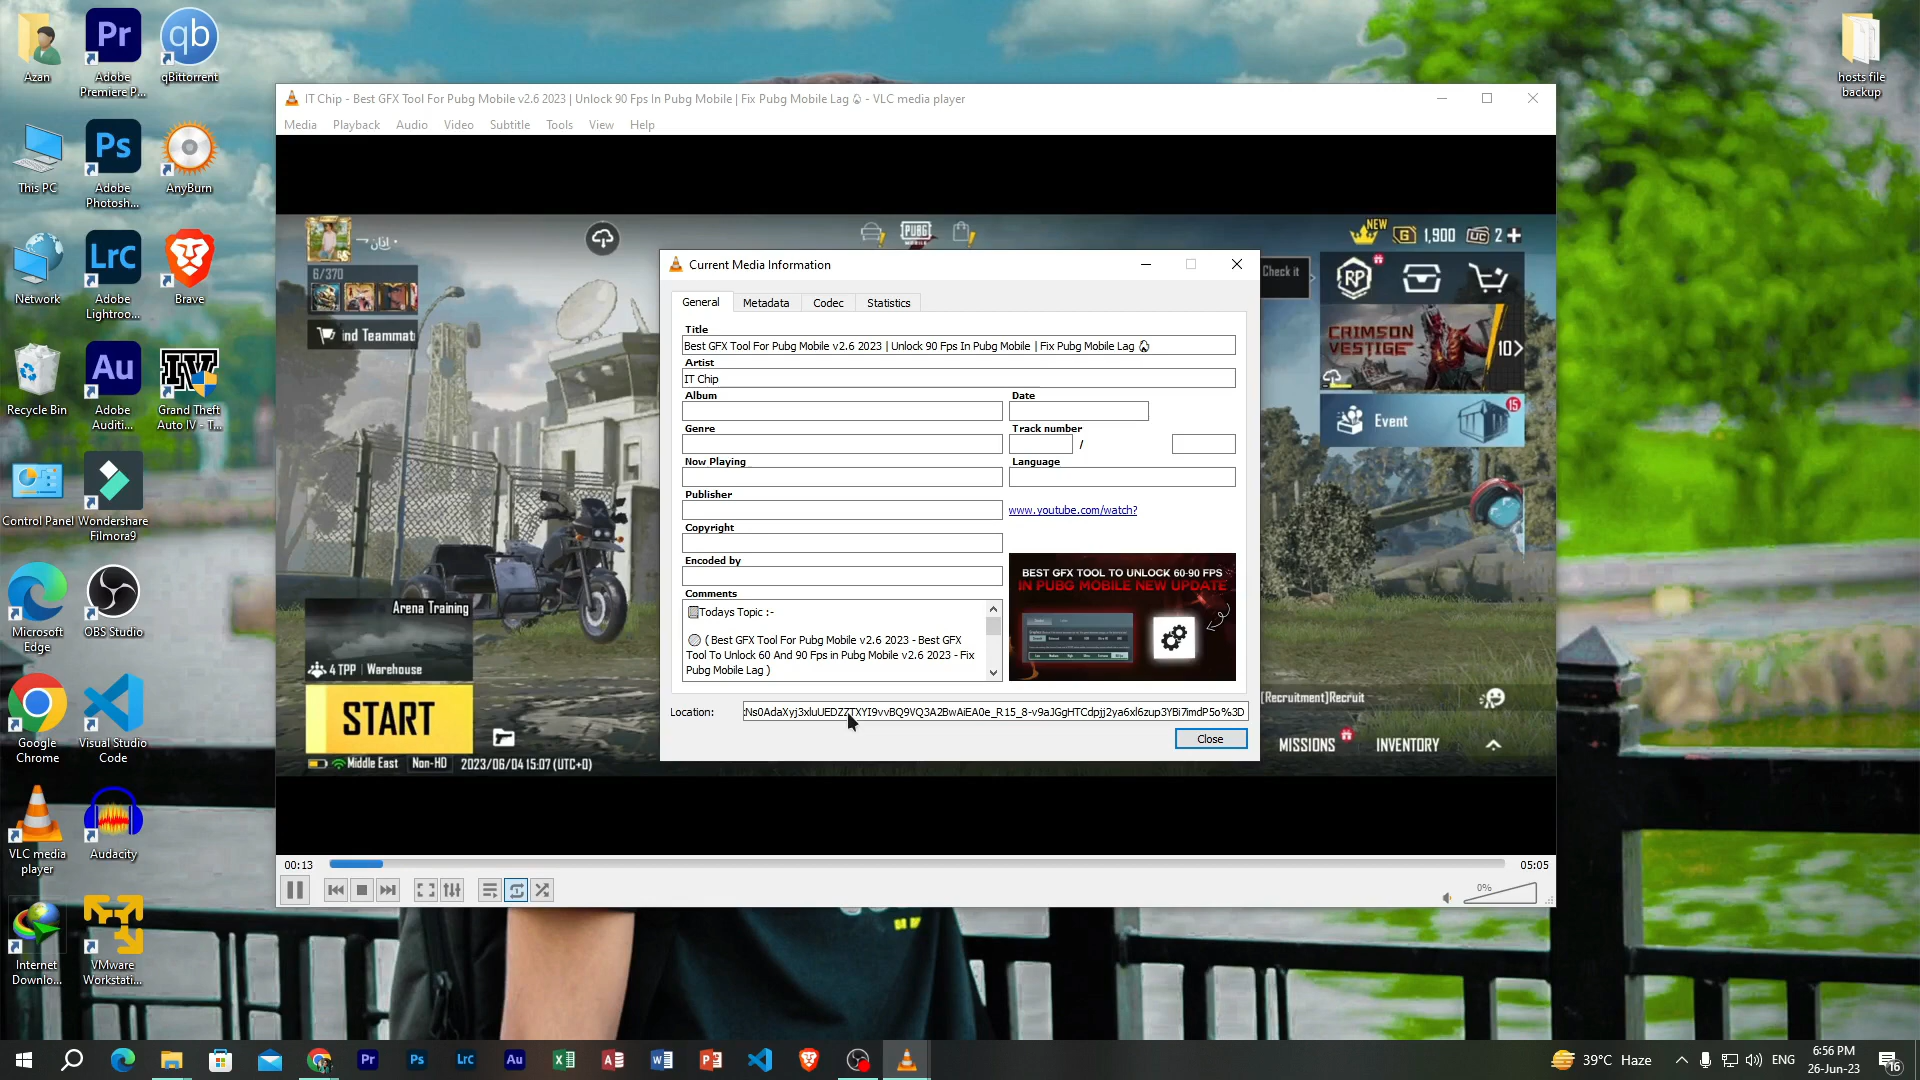 Azan
Adobe
Premiere P...
qBittorrent
This PC
Adobe
Photosh...
AnyBurn
Network
Adobe
Lightroo...
Brave
Recycle Bin
Adobe
Auditi...
Grand Theft
Auto IV - T...
Control Panel
Wondershare
Filmora9
Microsoft
Edge
OBS Studio
Google
Chrome
Visual Studio
Code
VLC media
player
Audacity
Internet
Downlo...
VMware
Workstati...
hosts file
backup
IT Chip - Best GFX Tool For Pubg Mobile v2.6 2023 | Unlock 90 Fps In Pubg Mobile | Fix Pubg Mobile Lag - VLC media player
Media Playback Audio Video Subtitle Tools View Help
6/370
ind Teammat
PUBG
MOBILE
NEW
1,900
UC 2
Check it
RP
CRIMSON
VESTIGE
10
Event
15
Arena Training
4 TPP | Warehouse
START
Middle East Non-HD 2023/06/04 15:07 (UTC+0)
[Recruitment]Recruit
MISSIONS INVENTORY
Current Media Information
General Metadata Codec Statistics
Title
Best GFX Tool For Pubg Mobile v2.6 2023 | Unlock 90 Fps In Pubg Mobile | Fix Pubg Mobile Lag
Artist
IT Chip
Album Date
Genre Track number
/
Now Playing Language
Publisher
www.youtube.com/watch?
Copyright
Encoded by
Comments
Todays Topic :-
( Best GFX Tool For Pubg Mobile v2.6 2023 - Best GFX
Tool To Unlock 60 And 90 Fps in Pubg Mobile v2.6 2023 - Fix
Pubg Mobile Lag )
BEST GFX TOOL TO UNLOCK 60-90 FPS
IN PUBG MOBILE NEW UPDATE
Location:
Close
00:13 05:05
0%
Pr Ps Lrc Au
39°C Haze
ENG
6:56 PM
26-Jun-23
16